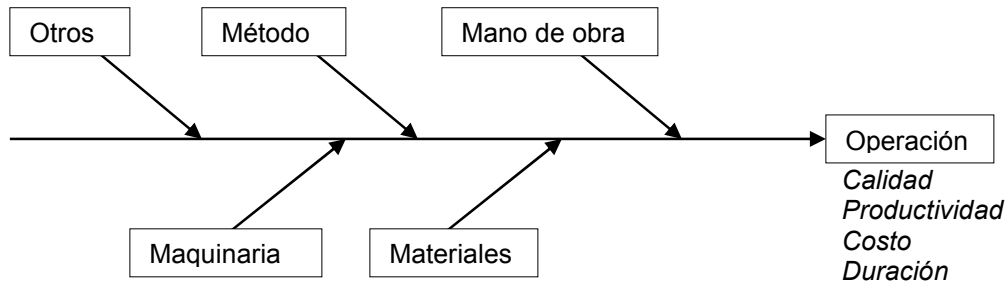 Otros
Método
Mano de obra
Operación
Calidad
Productividad
Costo
Duración
Maquinaria
Materiales